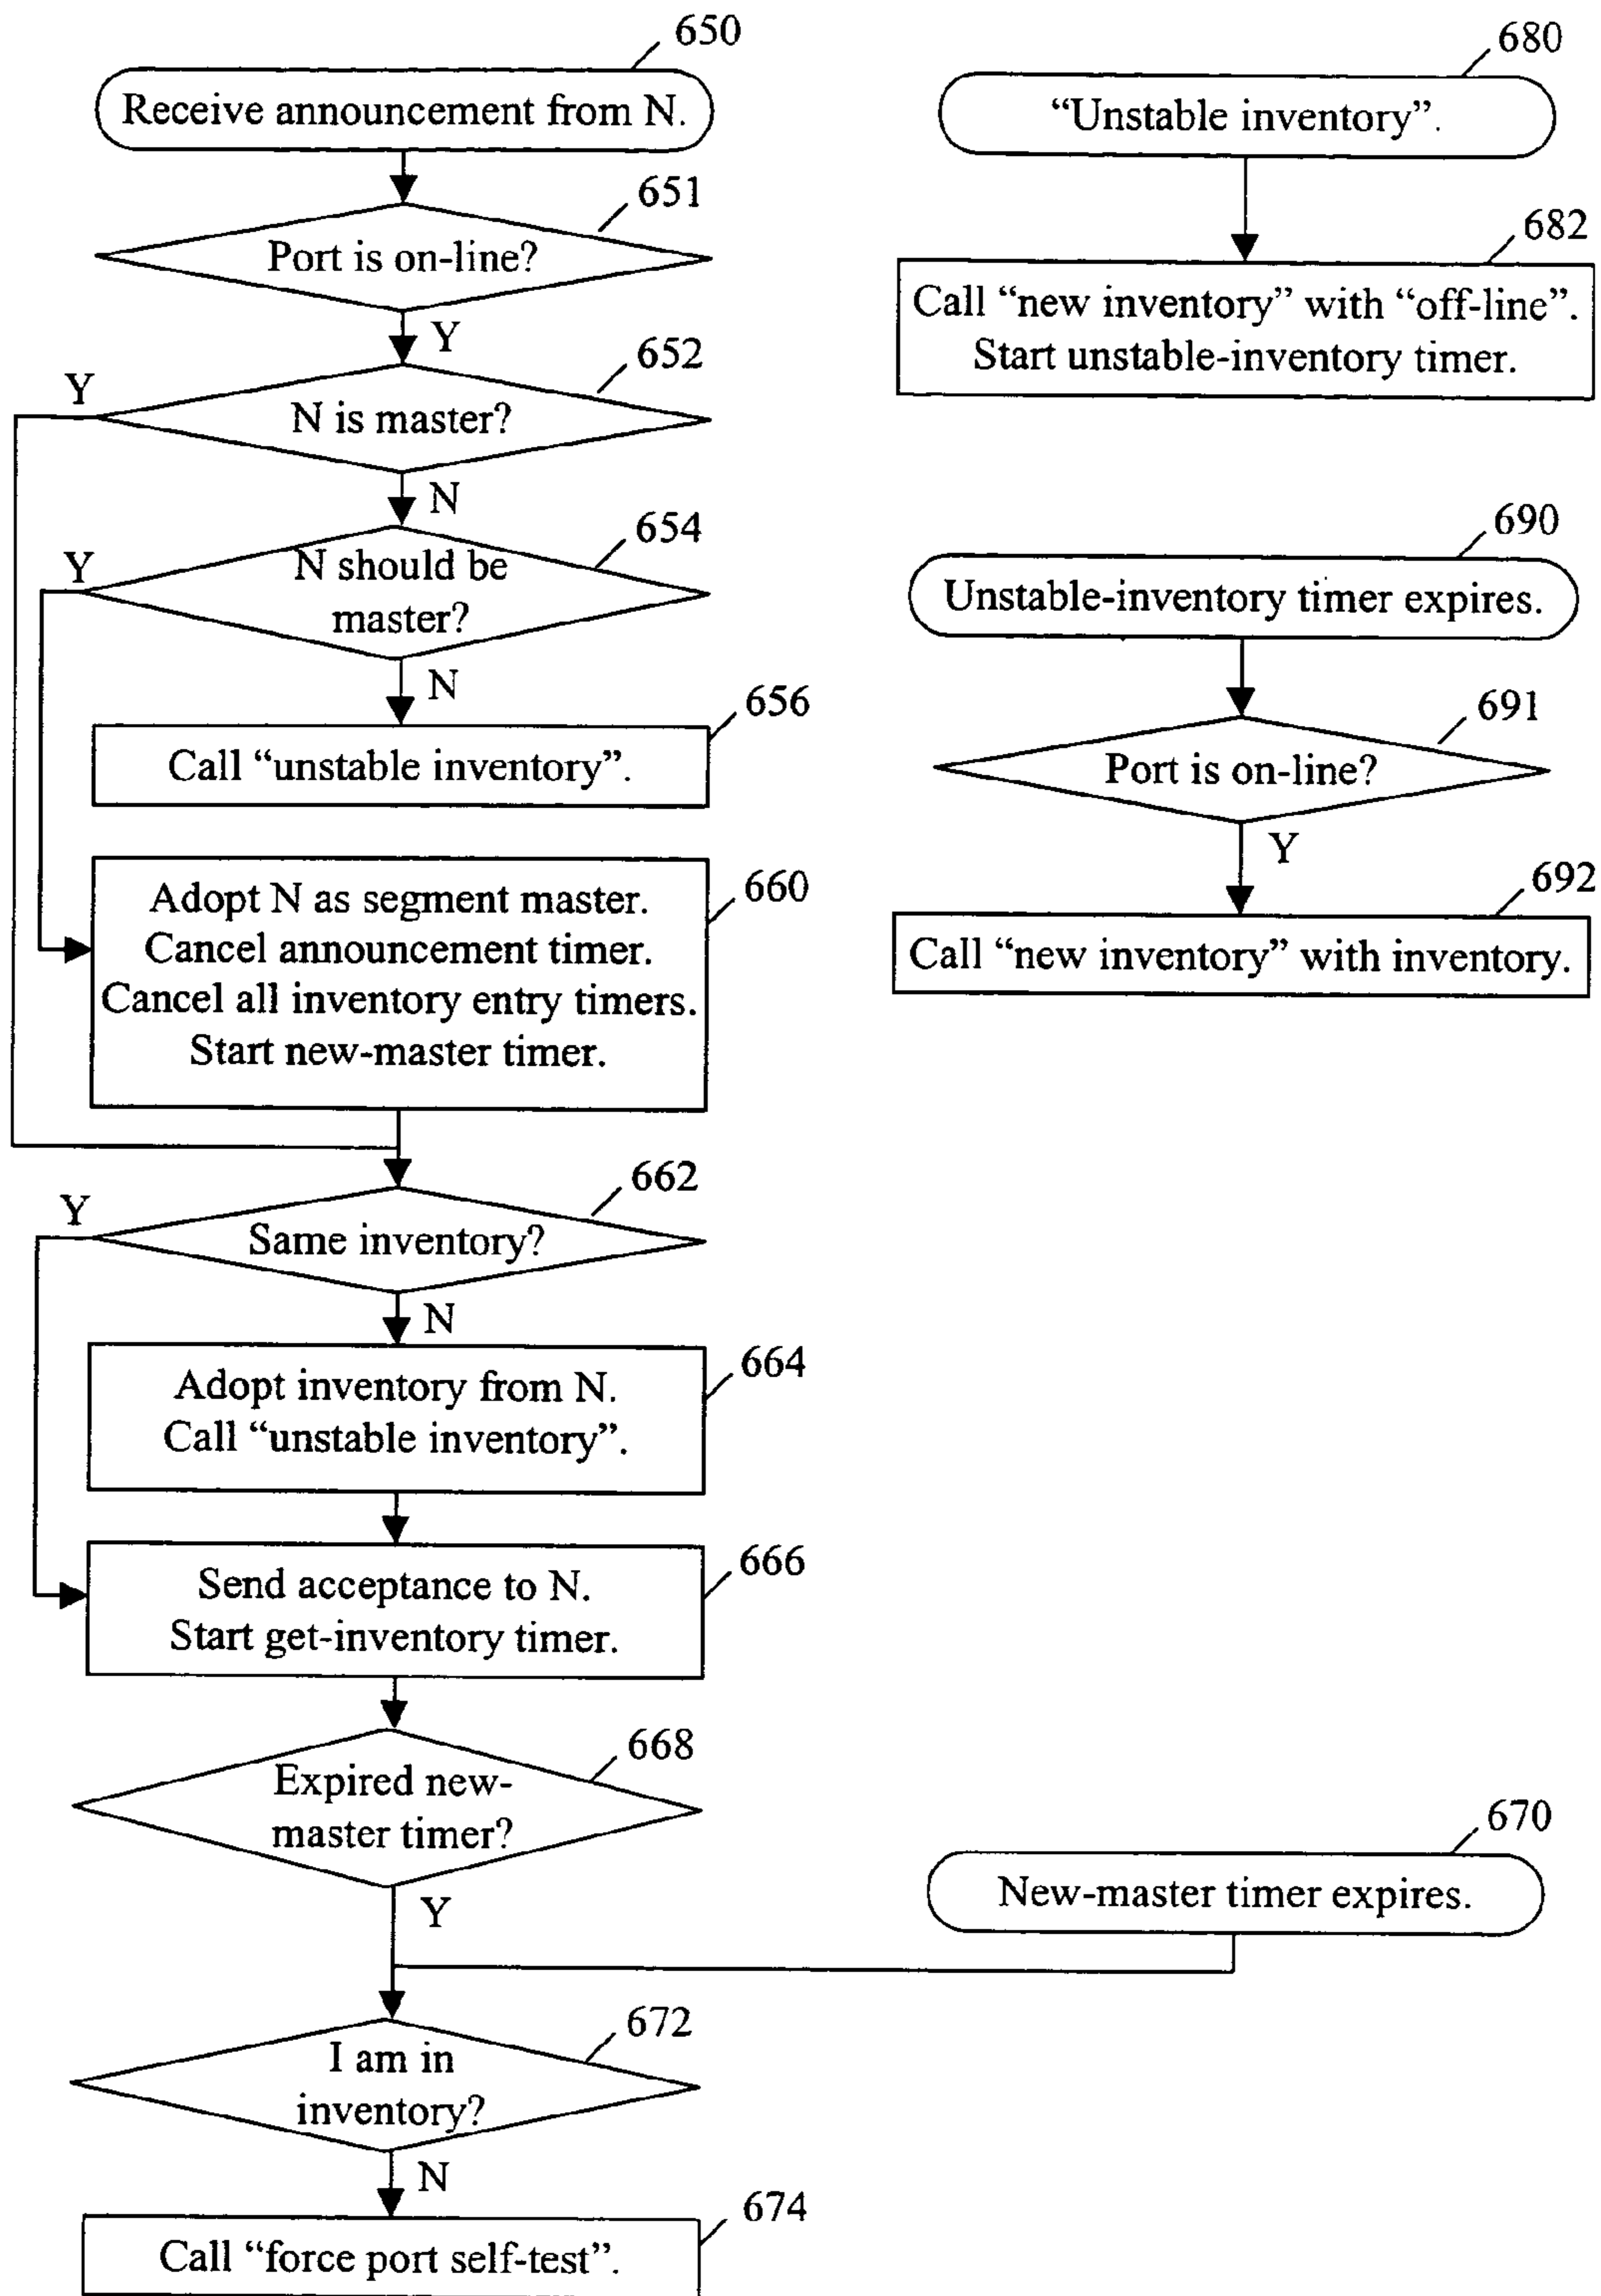 650
Receive announcement from N.
651
Port is on-line?
Y
652
Y
N is master?
N
654
Y
N should be
master?
N
656
Call “unstable inventory”.
660
Adopt N as segment master.
Cancel announcement timer.
Cancel all inventory entry timers.
Start new-master timer.
662
Y
Same inventory?
N
664
Adopt inventory from N.
Call “unstable inventory”.
666
Send acceptance to N.
Start get-inventory timer.
668
Expired new-
master timer?
Y
670
New-master timer expires.
672
I am in
inventory?
N
674
Call “force port self-test”.
680
“Unstable inventory”.
682
Call “new inventory” with “off-line”.
Start unstable-inventory timer.
690
Unstable-inventory timer expires.
691
Port is on-line?
Y
692
Call “new inventory” with inventory.